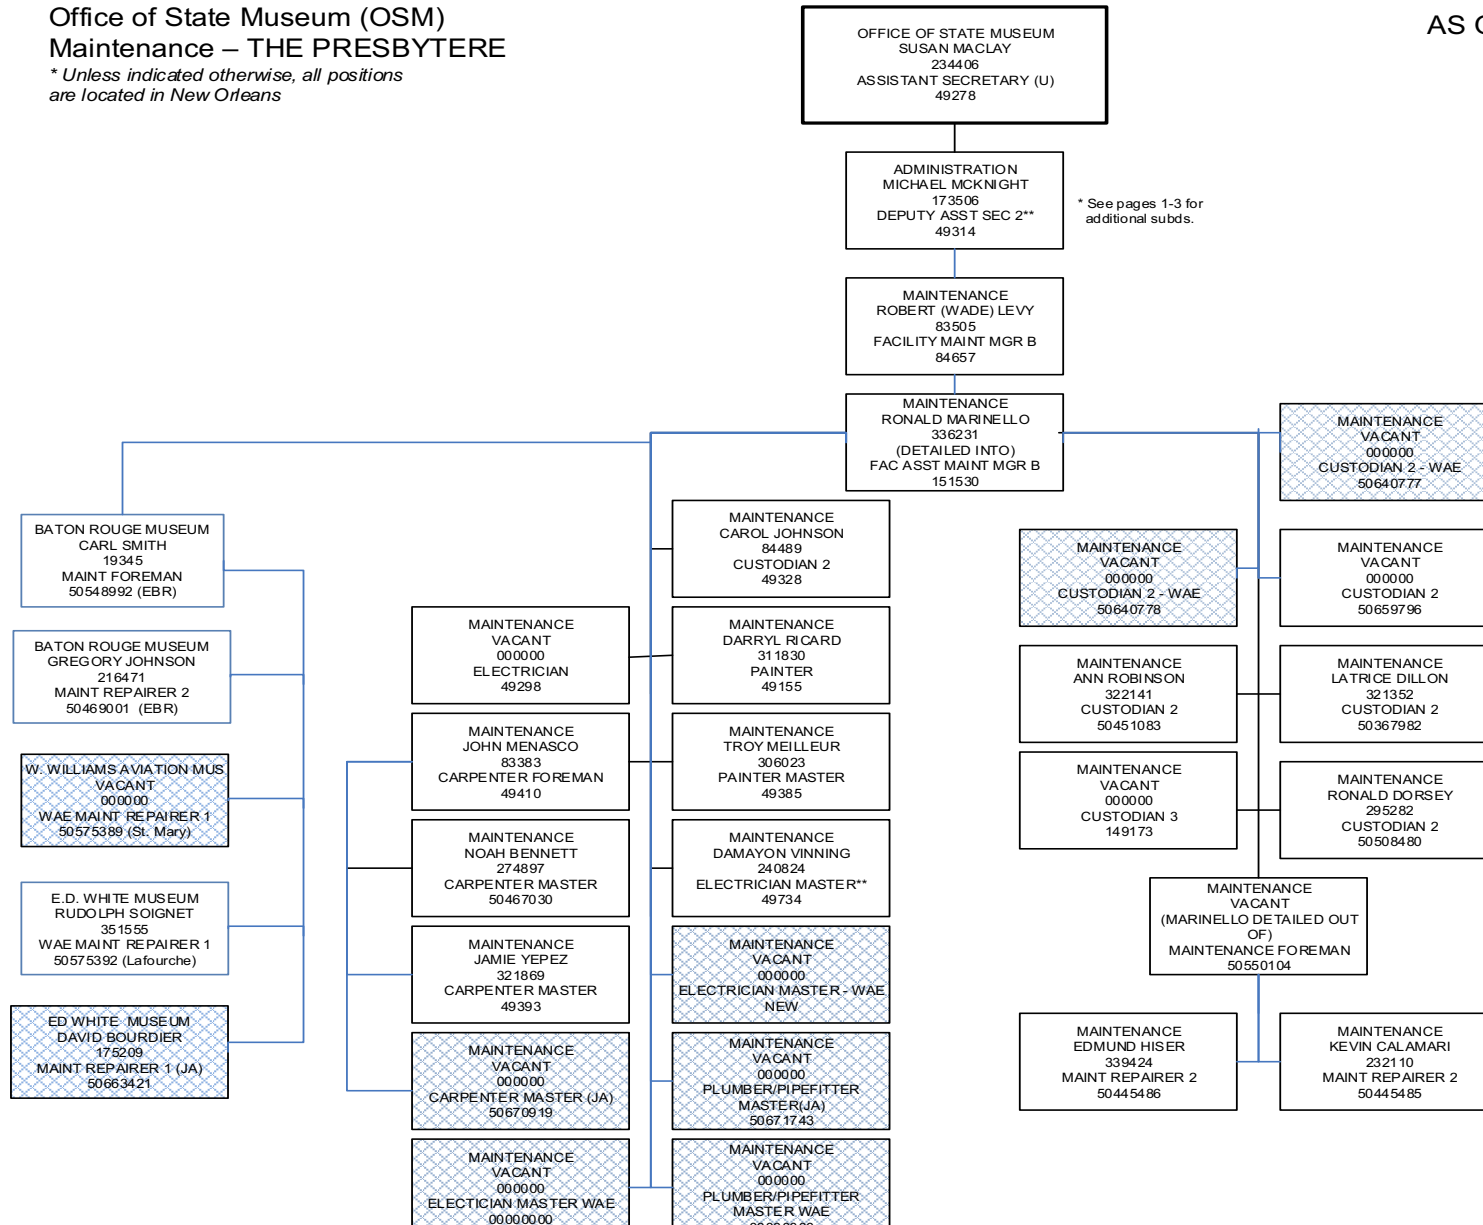 Office of State Museum (OSM)
Maintenance – THE PRESBYTERE
* Unless indicated otherwise, all positions
are located in New Orleans
AS
OFFICE OF STATE MUSEUM
SUSAN MACLAY
234406
ASSISTANT SECRETARY (U)
49278
ADMINISTRATION
MICHAEL MCKNIGHT
173506
DEPUTY ASST SEC 2**
49314
* See pages 1-3 for
additional subds.
MAINTENANCE
ROBERT (WADE) LEVY
83505
FACILITY MAINT MGR B
84657
MAINTENANCE
RONALD MARINELLO
336231
(DETAILED INTO)
FAC ASST MAINT MGR B
151530
BATON ROUGE MUSEUM
CARL SMITH
19345
MAINT FOREMAN
50548992 (EBR)
BATON ROUGE MUSEUM
GREGORY JOHNSON
216471
MAINT REPAIRER 2
50469001 (EBR)
W. WILLIAMS AVIATION MUS
VACANT
000000
WAE MAINT REPAIRER 1
50575389 (St. Mary)
E.D. WHITE MUSEUM
RUDOLPH SOIGNET
351555
WAE MAINT REPAIRER 1
50575392 (Lafourche)
ED WHITE MUSEUM
DAVID BOURDIER
175209
MAINT REPAIRER 1 (JA)
50663421
MAINTENANCE
VACANT
000000
ELECTRICIAN
49298
MAINTENANCE
JOHN MENASCO
83383
CARPENTER FOREMAN
49410
MAINTENANCE
NOAH BENNETT
274897
CARPENTER MASTER
50467030
MAINTENANCE
JAMIE YEPEZ
321869
CARPENTER MASTER
49393
MAINTENANCE
VACANT
000000
CARPENTER MASTER (JA)
50670919
MAINTENANCE
VACANT
000000
ELECTICIAN MASTER WAE
00000000
MAINTENANCE
CAROL JOHNSON
84489
CUSTODIAN 2
49328
MAINTENANCE
DARRYL RICARD
311830
PAINTER
49155
MAINTENANCE
TROY MEILLEUR
306023
PAINTER MASTER
49385
MAINTENANCE
DAMAYON VINNING
240824
ELECTRICIAN MASTER**
49734
MAINTENANCE
VACANT
000000
ELECTRICIAN MASTER - WAE
NEW
MAINTENANCE
VACANT
000000
PLUMBER/PIPEFITTER
MASTER(JA)
50671743
MAINTENANCE
VACANT
000000
PLUMBER/PIPEFITTER
MASTER WAE
MAINTENANCE
VACANT
000000
CUSTODIAN 2 - WAE
50640777
MAINTENANCE
VACANT
000000
CUSTODIAN 2 - WAE
50640778
MAINTENANCE
VACANT
000000
CUSTODIAN 2
50659796
MAINTENANCE
ANN ROBINSON
322141
CUSTODIAN 2
50451083
MAINTENANCE
LATRICE DILLON
321352
CUSTODIAN 2
50367982
MAINTENANCE
VACANT
000000
CUSTODIAN 3
149173
MAINTENANCE
RONALD DORSEY
295282
CUSTODIAN 2
50508480
MAINTENANCE
VACANT
(MARINELLO DETAILED OUT
OF)
MAINTENANCE FOREMAN
50550104
MAINTENANCE
EDMUND HISER
339424
MAINT REPAIRER 2
50445486
MAINTENANCE
KEVIN CALAMARI
232110
MAINT REPAIRER 2
50445485